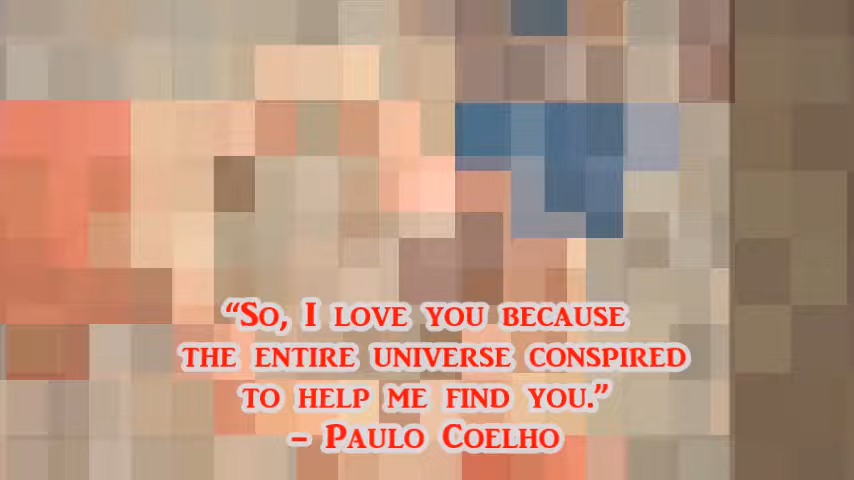 “So, I love you because
the entire universe conspired
to help me find you.”
– Paulo Coelho